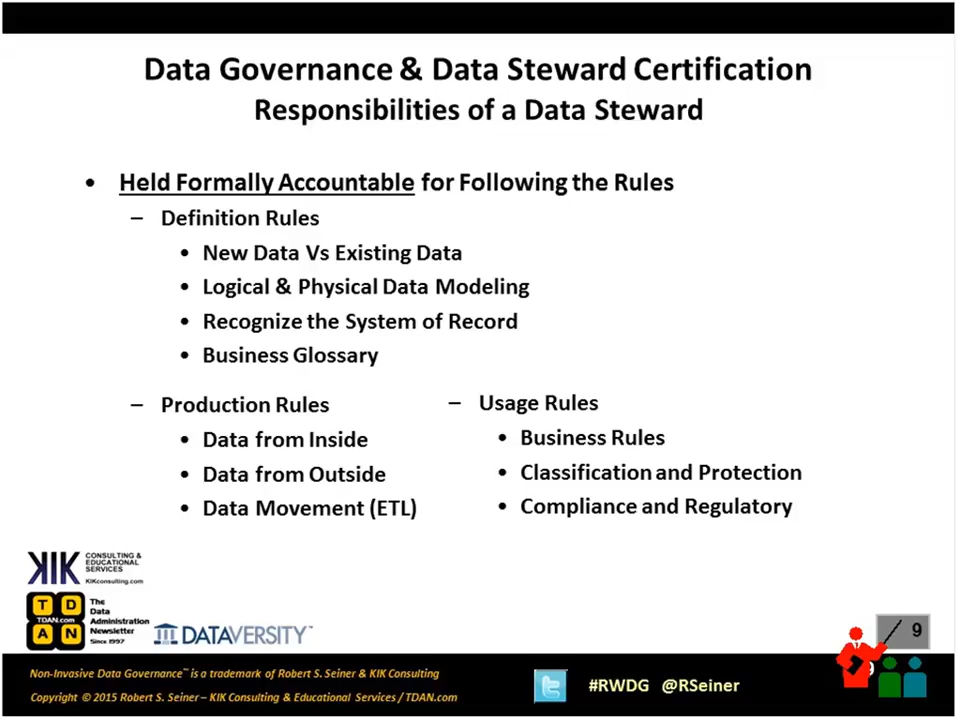 Data Governance & Data Steward Certification
Responsibilities of a Data Steward
• Held Formally Accountable for Following the Rules
– Definition Rules
• New Data Vs Existing Data
• Logical & Physical Data Modeling
• Recognize the System of Record
• Business Glossary
– Production Rules
• Data from Inside
• Data from Outside
• Data Movement (ETL)
– Usage Rules
• Business Rules
• Classification and Protection
• Compliance and Regulatory
KIK
CONSULTING &
EDUCATIONAL
SERVICES
KIKconsulting.com
T D
TDAN.com
A N
The
Data
Administration
Newsletter
Since 1997
DATAVERSITY™
9
9
Non-Invasive Data Governance™ is a trademark of Robert S. Seiner & KIK Consulting
Copyright © 2015 Robert S. Seiner – KIK Consulting & Educational Services / TDAN.com
#RWDG @RSeiner